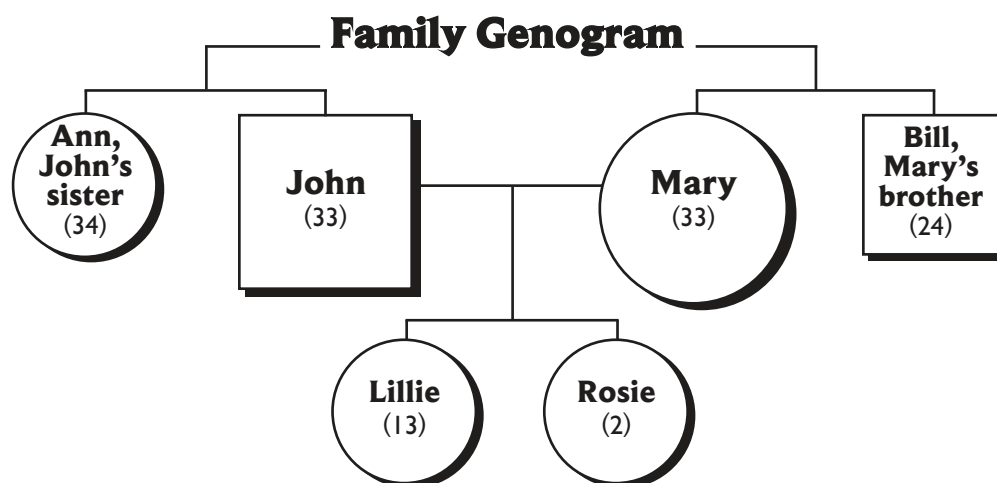 Family Genogram
Ann,
John’s
sister
(34)
John
(33)
Mary
(33)
Bill,
Mary’s
brother
(24)
Lillie
(13)
Rosie
(2)